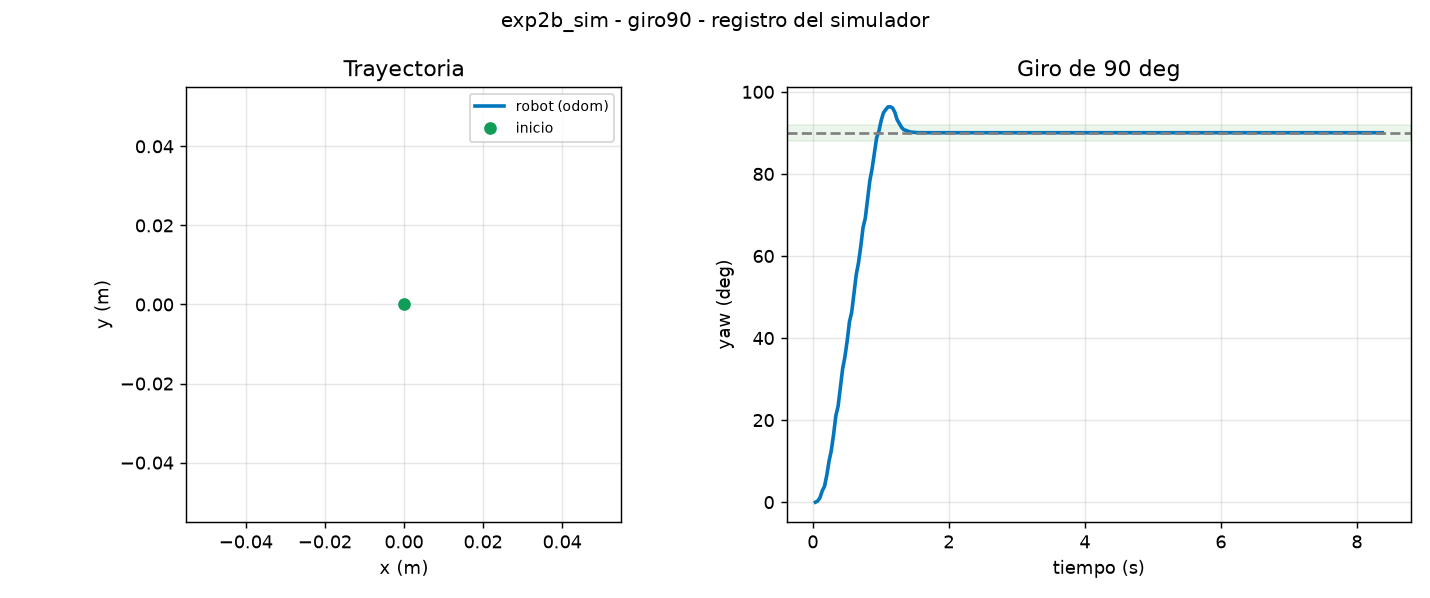 exp2b_sim - giro90 - registro del simulador
Trayectoria
robot (odom)
inicio
0.04
0.02
0.00
−0.02
−0.04
y (m)
−0.04
−0.02
0.00
0.02
0.04
x (m)
Giro de 90 deg
100
80
60
40
20
0
yaw (deg)
0
2
4
6
8
tiempo (s)